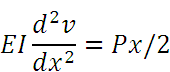 EI d²v/dx² = Px/2